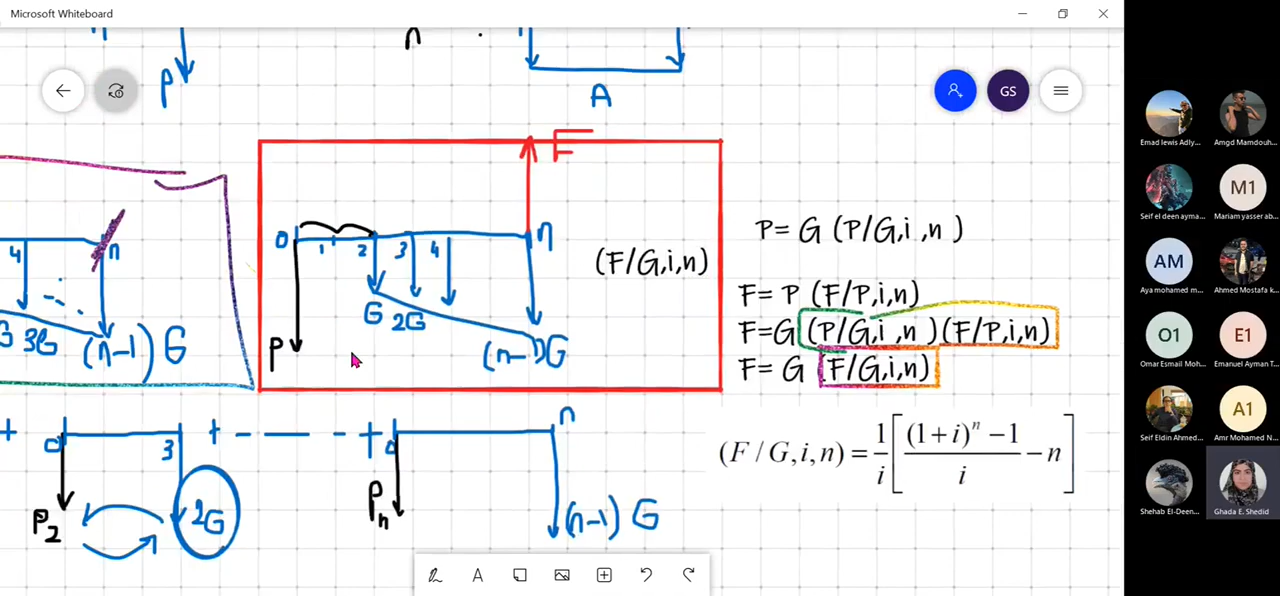 Microsoft Whiteboard
n
P
A
GS
F
0 1 2 3 4 n
G 2G
(n-1)G
P
(F/G,i,n)
4 n
G 3G (n-1)G
P = G (P/G,i,n)
F = P (F/P,i,n)
F=G (P/G,i,n)(F/P,i,n)
F= G (F/G,i,n)
(F / G, i, n) = 1/i [ ((1+i)^n − 1)/i − n ]
+ 0 3 + — — — + 0 n
P2
2G
Pn
(n-1) G
A
Emad lewis Adly...
Amgd Mamdouh...
M1
Seif el deen ayma...
Mariam yasser ab...
AM
Aya mohamed m...
Ahmed Mostafa k...
O1
E1
Omar Esmail Moh...
Emanuel Ayman T...
A1
Seif Eldin Ahmed...
Amr Mohamed N...
Shehab El-Deen...
Ghada E. Shedid